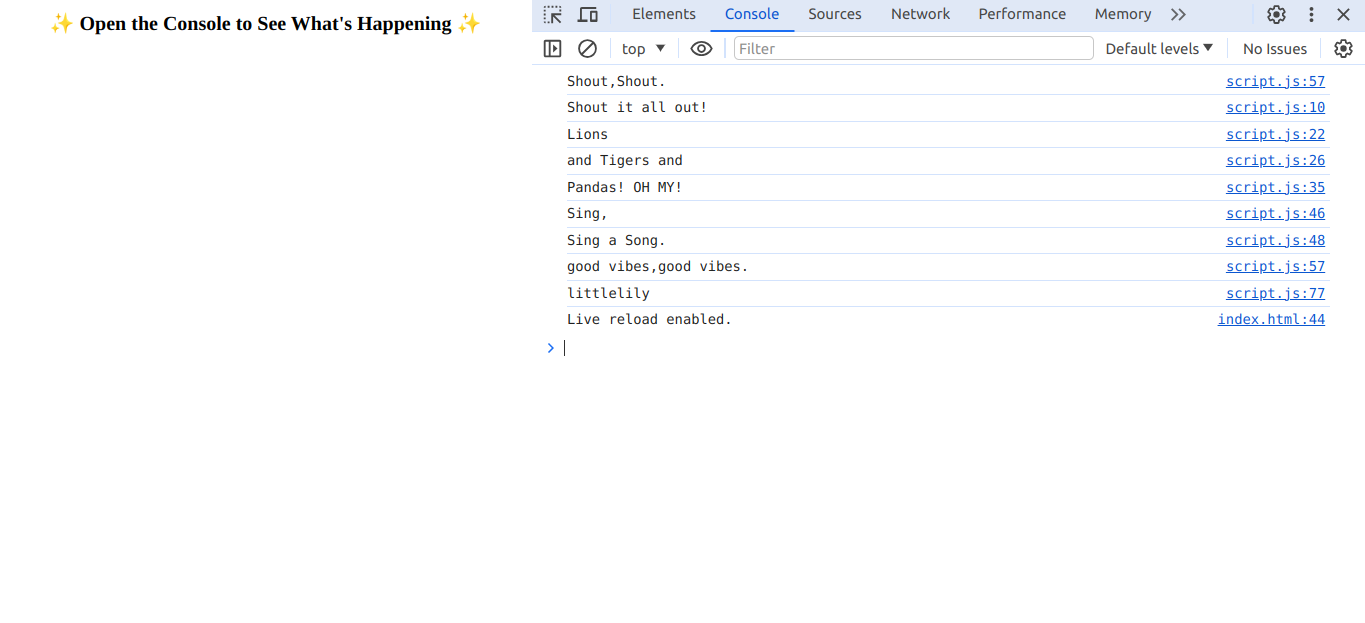 ✨ Open the Console to See What's Happening ✨
Elements Console Sources Network Performance Memory
top Filter Default levels No Issues
Shout,Shout. script.js:57
Shout it all out! script.js:10
Lions script.js:22
and Tigers and script.js:26
Pandas! OH MY! script.js:35
Sing, script.js:46
Sing a Song. script.js:48
good vibes,good vibes. script.js:57
littlelily script.js:77
Live reload enabled. index.html:44